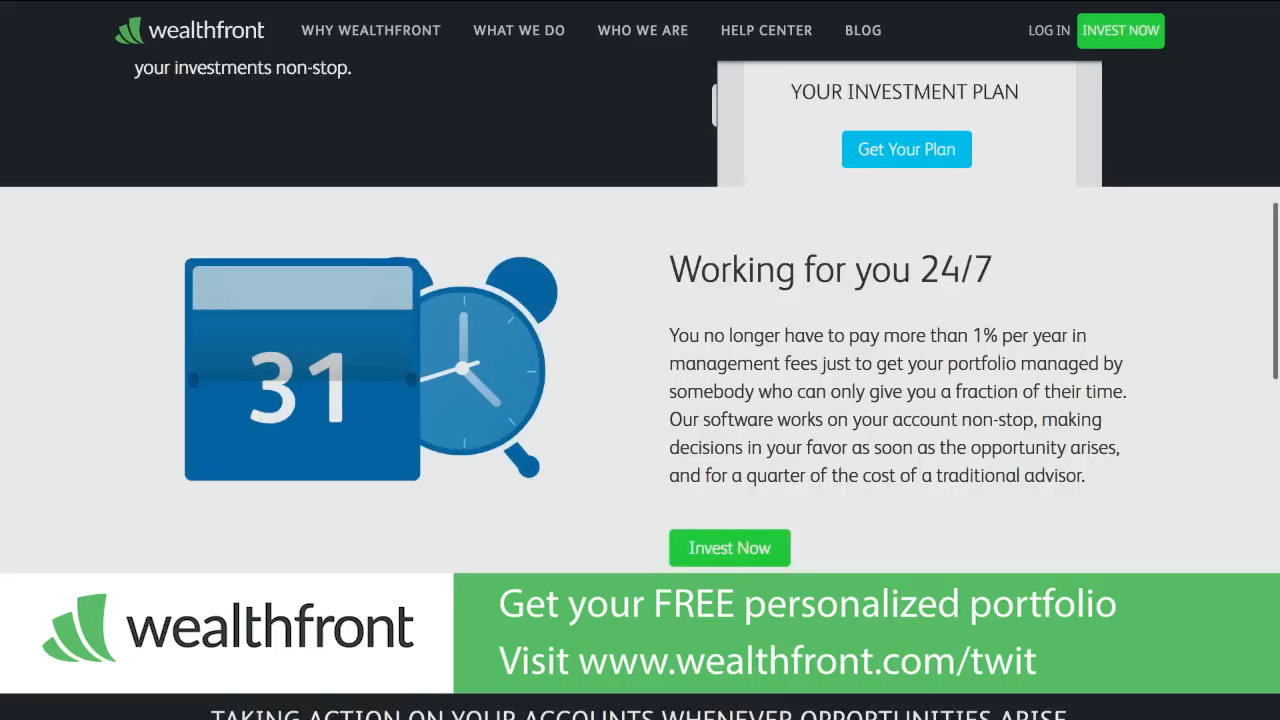 wealthfront WHY WEALTHFRONT WHAT WE DO WHO WE ARE HELP CENTER BLOG LOG IN INVEST NOW
your investments non-stop.
YOUR INVESTMENT PLAN
Get Your Plan
31
Working for you 24/7
You no longer have to pay more than 1% per year in
management fees just to get your portfolio managed by
somebody who can only give you a fraction of their time.
Our software works on your account non-stop, making
decisions in your favor as soon as the opportunity arises,
and for a quarter of the cost of a traditional advisor.
Invest Now
wealthfront
Get your FREE personalized portfolio
Visit www.wealthfront.com/twit
TAKING ACTION ON YOUR ACCOUNTS WHENEVER OPPORTUNITIES ARISE